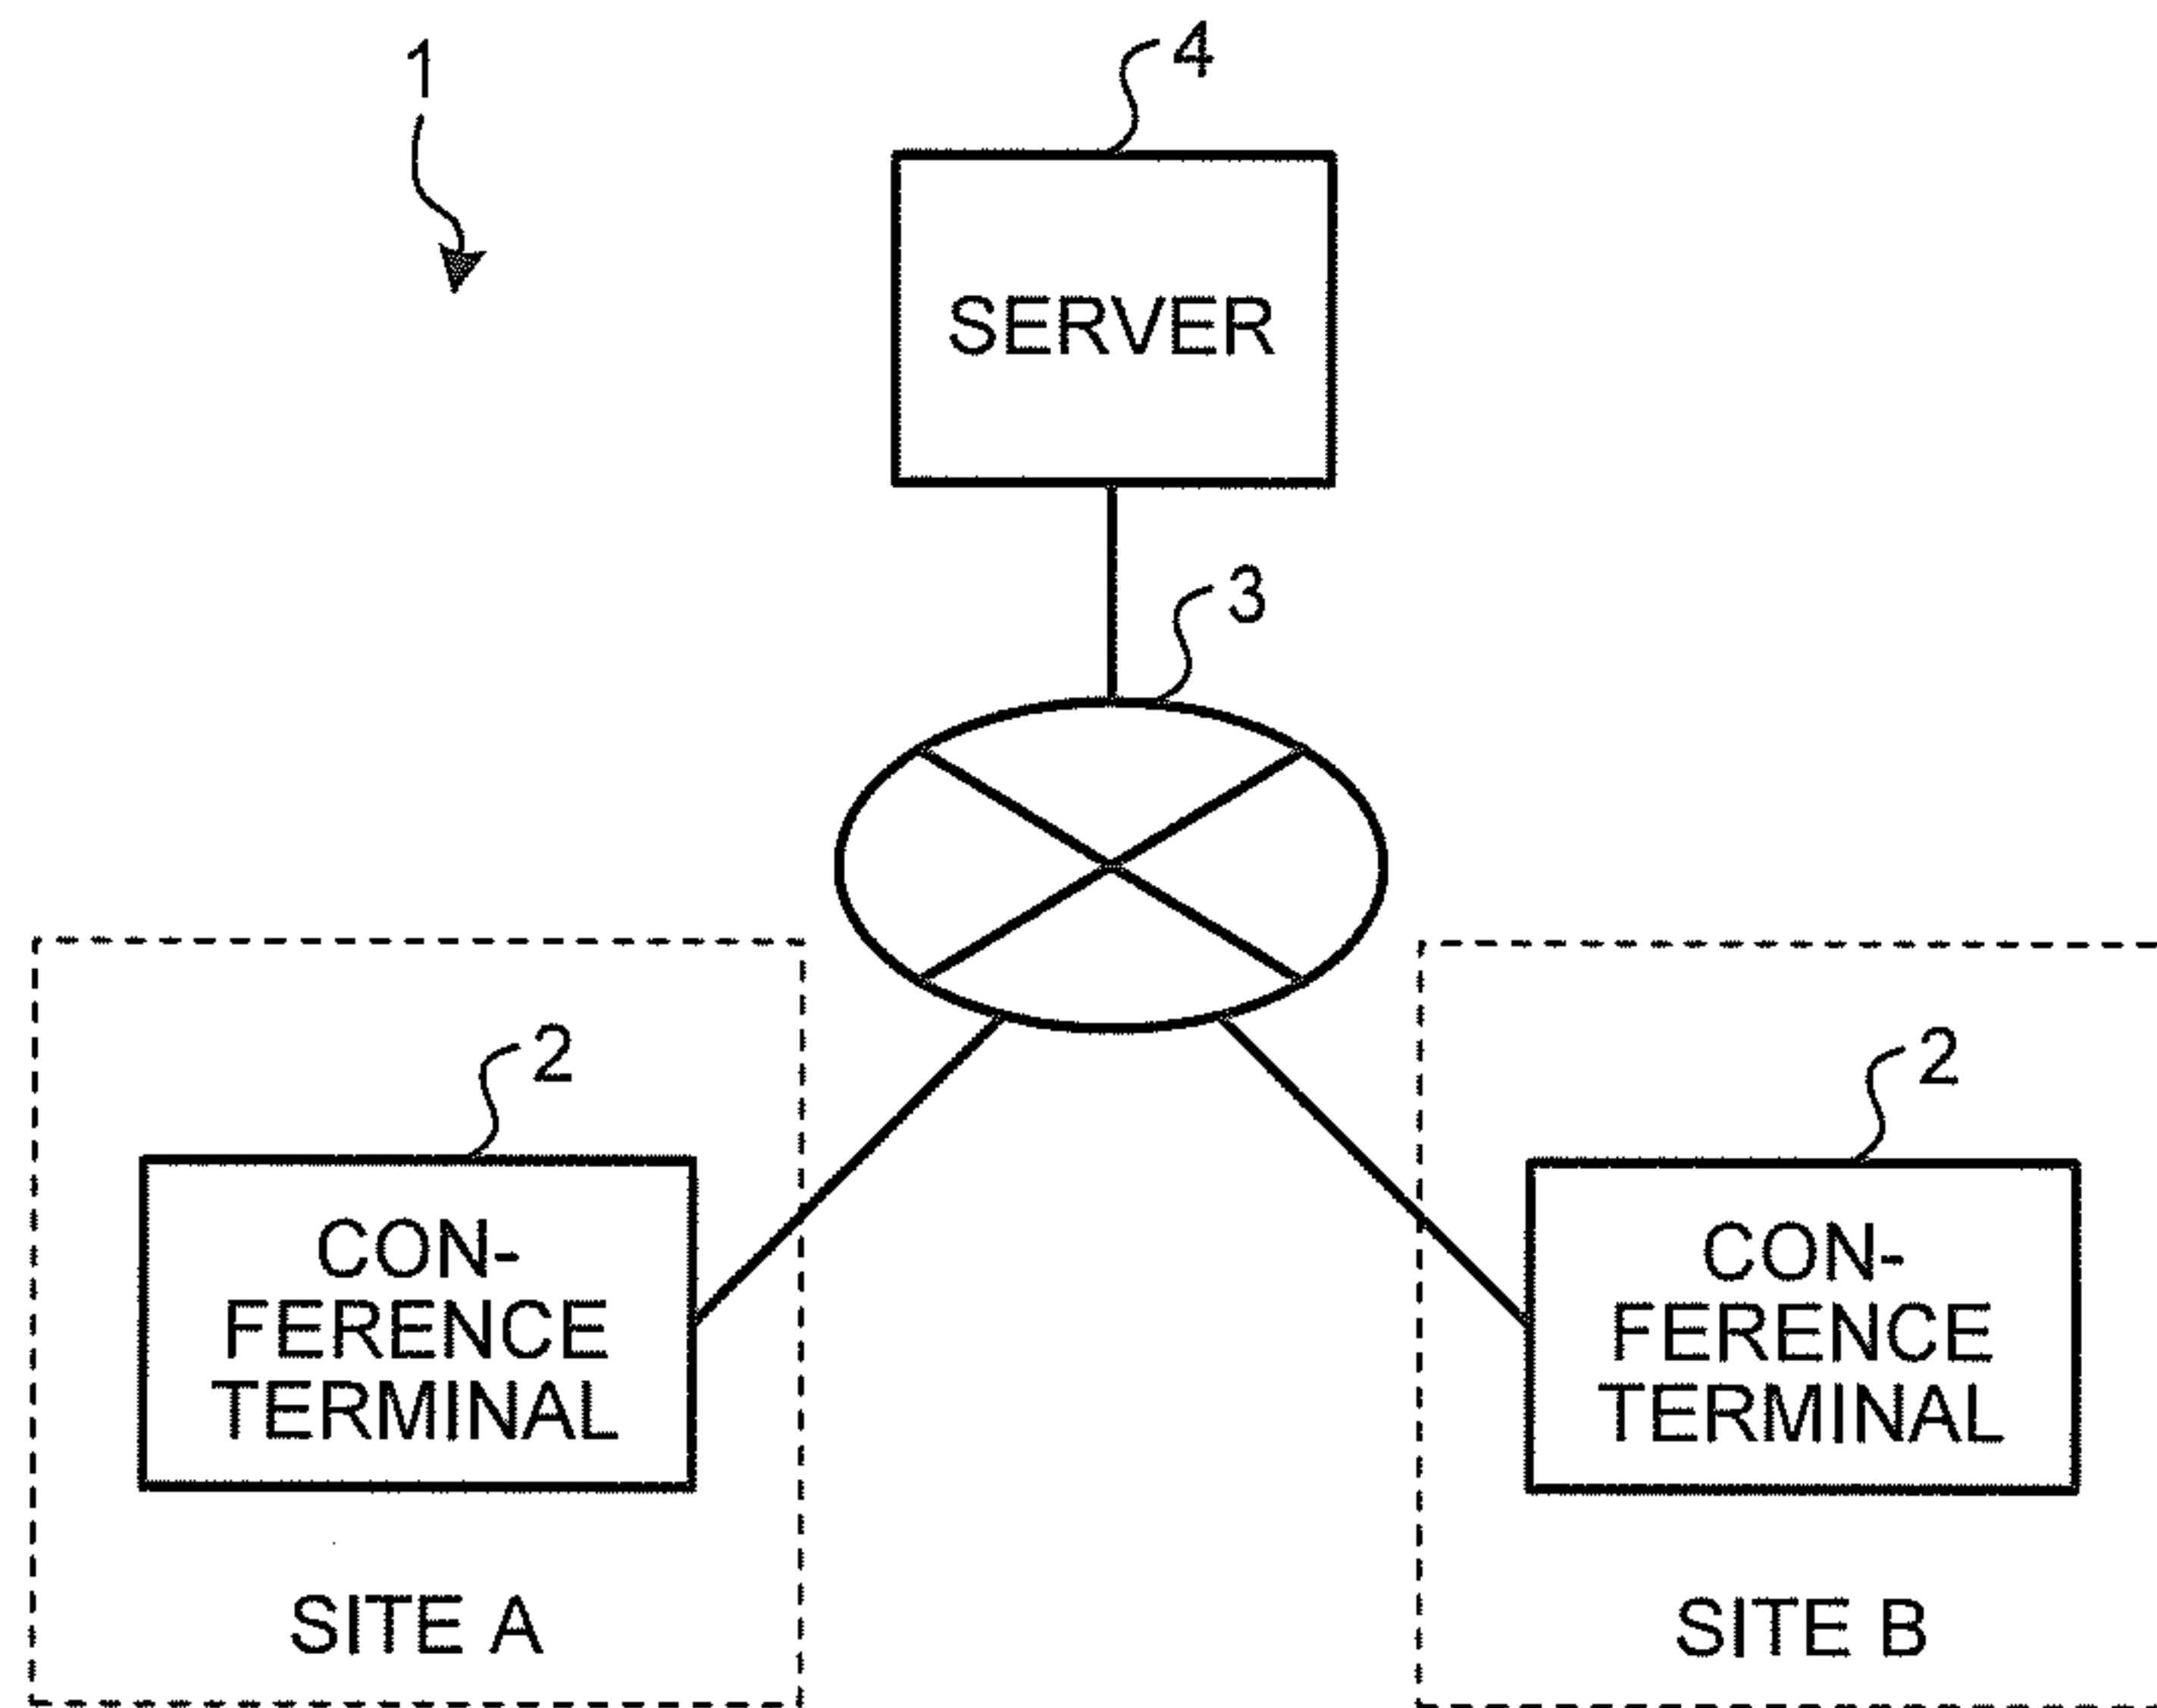 1
4
SERVER
3
2
CON-
FERENCE
TERMINAL
SITE A
2
CON-
FERENCE
TERMINAL
SITE B